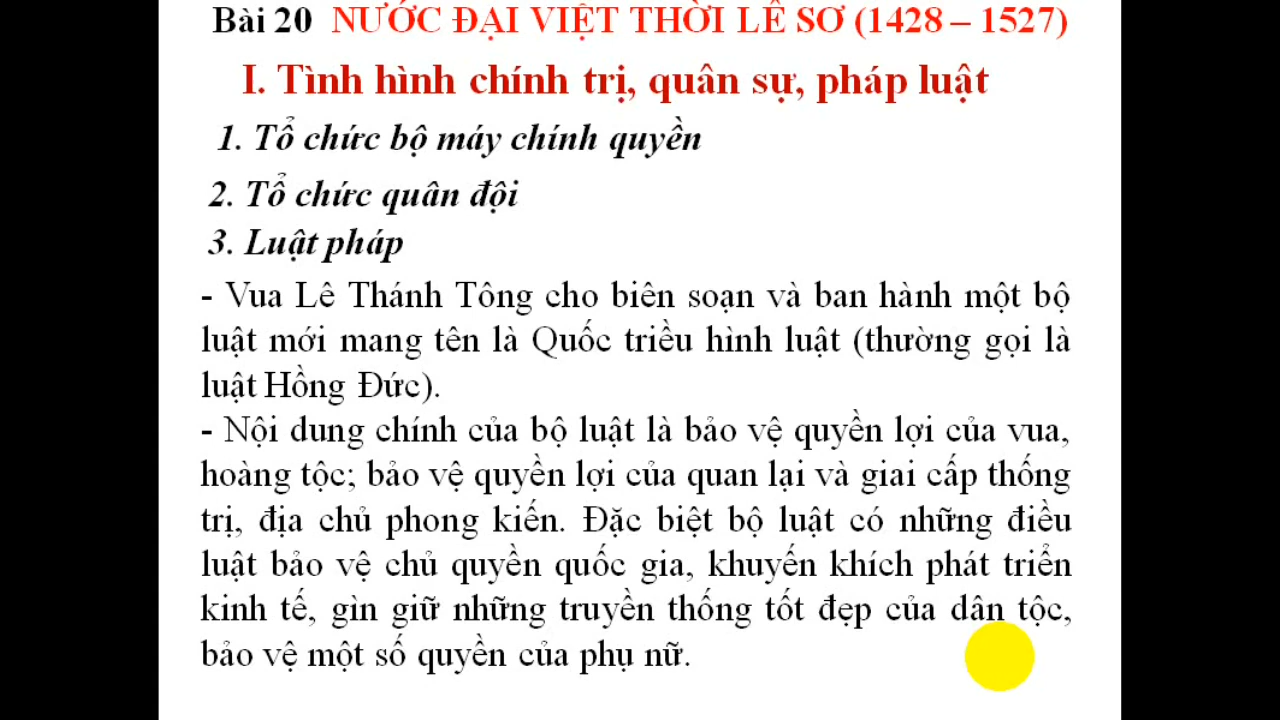 Bài 20 NƯỚC ĐẠI VIỆT THỜI LÊ SƠ (1428 – 1527)
I. Tình hình chính trị, quân sự, pháp luật
1. Tổ chức bộ máy chính quyền
2. Tổ chức quân đội
3. Luật pháp
- Vua Lê Thánh Tông cho biên soạn và ban hành một bộ
luật mới mang tên là Quốc triều hình luật (thường gọi là
luật Hồng Đức).
- Nội dung chính của bộ luật là bảo vệ quyền lợi của vua,
hoàng tộc; bảo vệ quyền lợi của quan lại và giai cấp thống
trị, địa chủ phong kiến. Đặc biệt bộ luật có những điều
luật bảo vệ chủ quyền quốc gia, khuyến khích phát triển
kinh tế, gìn giữ những truyền thống tốt đẹp của dân tộc,
bảo vệ một số quyền của phụ nữ.